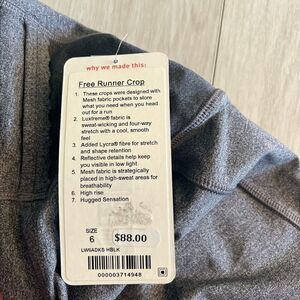 why we made this:
Free Runner Crop
1. These crops were designed with
Mesh fabric pockets to store
what you need when you head
out for a run
2. Luxtreme® fabric is
sweat-wicking and four-way
stretch with a cool, smooth
feel
3. Added Lycra® fibre for stretch
and shape retention
4. Reflective details help keep
you visible in low light
5. Mesh fabric is strategically
placed in high-sweat areas for
breathability
6. High rise
7. Hugged Sensation
SIZE
6
$88.00
LW6ADKS HBLK
000003714948